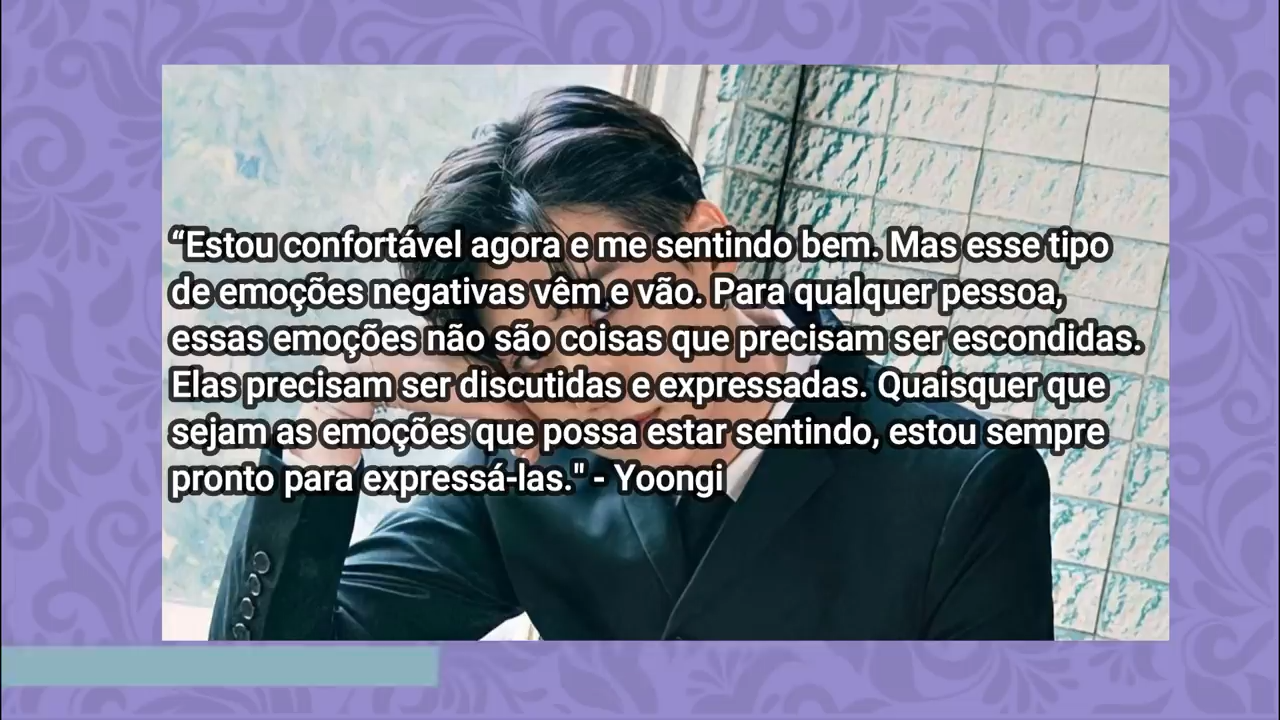 “Estou confortável agora e me sentindo bem. Mas esse tipo
de emoções negativas vêm e vão. Para qualquer pessoa,
essas emoções não são coisas que precisam ser escondidas.
Elas precisam ser discutidas e expressadas. Quaisquer que
sejam as emoções que possa estar sentindo, estou sempre
pronto para expressá-las." - Yoongi